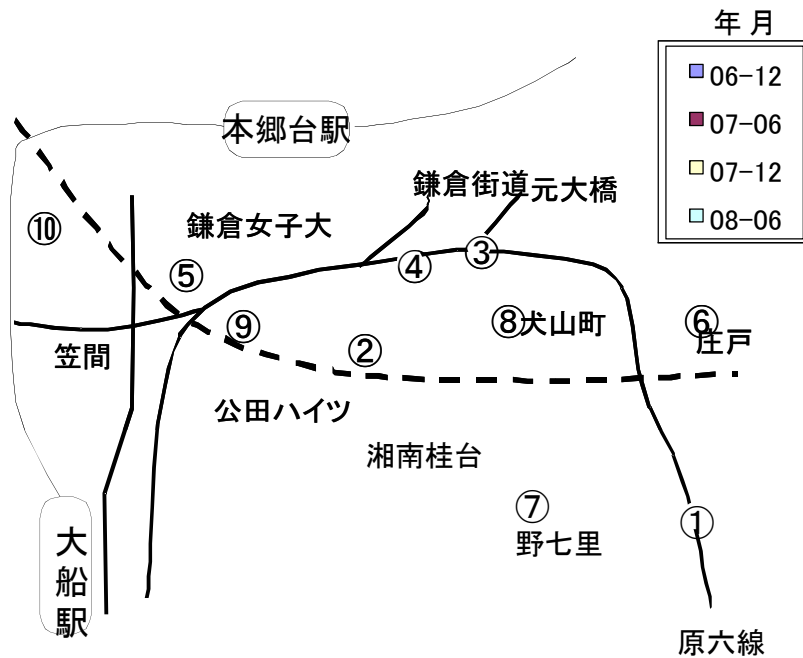 年 月
06-12
07-06
07-12
08-06
本郷台駅
鎌倉街道
元大橋
鎌倉女子大
⑩
⑤
④
③
⑨
②
⑧犬山町
⑥
庄戸
笠間
公田ハイツ
湘南桂台
⑦
野七里
①
大船駅
原六線